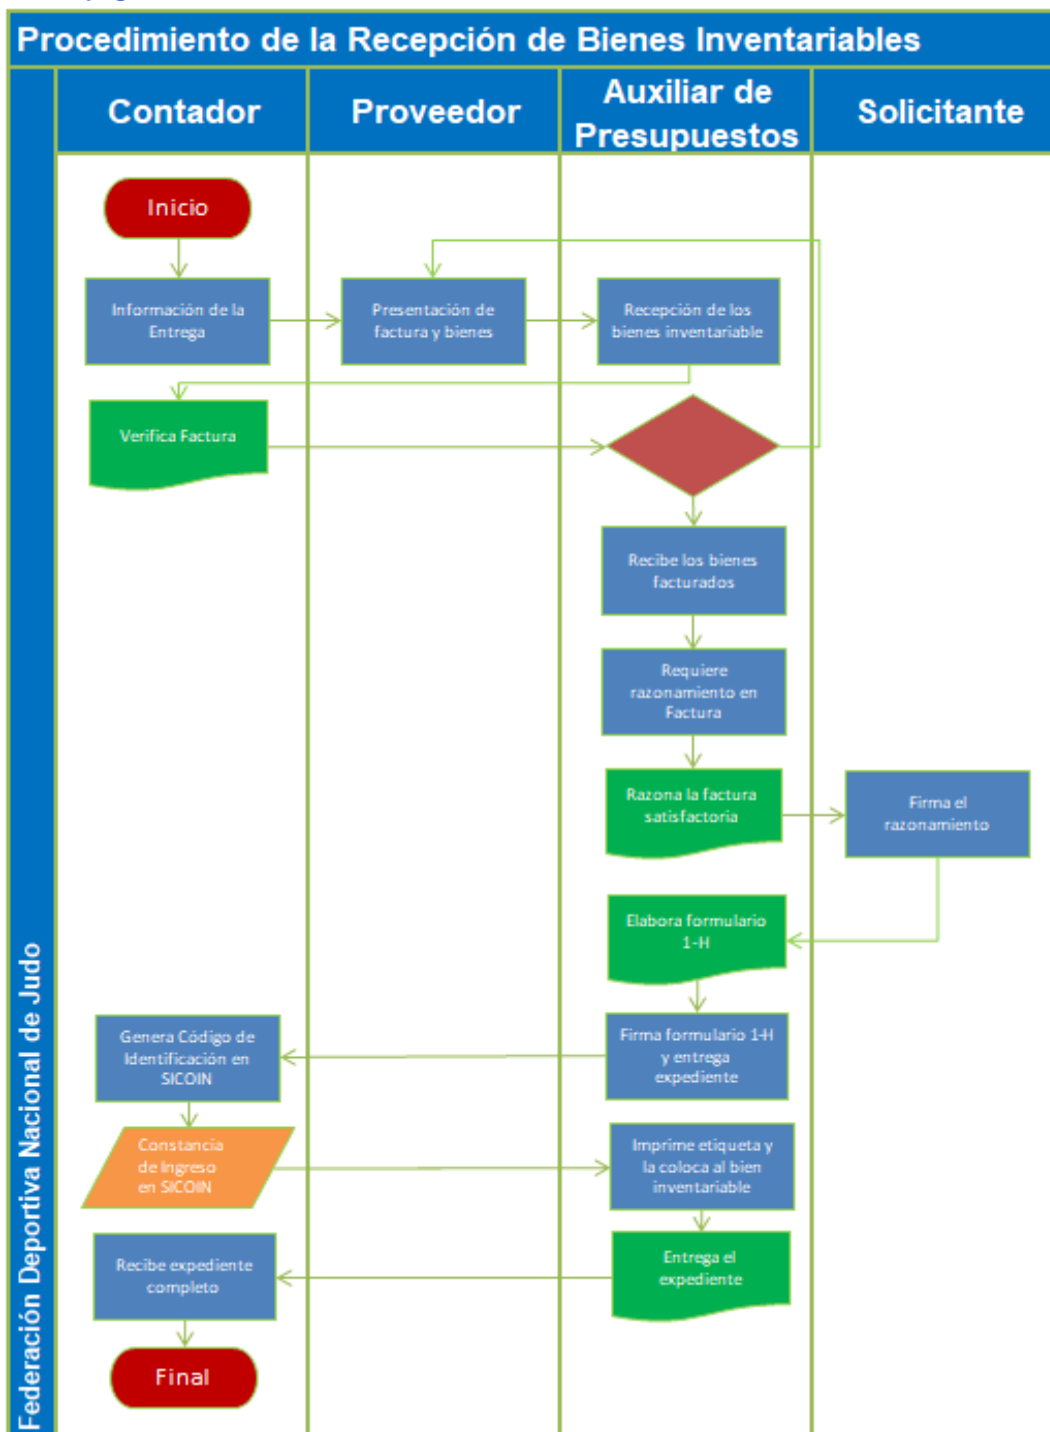 Procedimiento de la Recepción de Bienes Inventariables
Contador
Proveedor
Auxiliar de
Presupuestos
Solicitante
Federación Deportiva Nacional de Judo
Inicio
Información de la
Entrega
Presentación de
factura y bienes
Recepción de los
bienes inventariable
Verifica Factura
Recibe los bienes
facturados
Requiere
razonamiento en
Factura
Razona la factura
satisfactoria
Firma el
razonamiento
Elabora formulario
1-H
Firma formulario 1-H
y entrega
expediente
Genera Código de
Identificación en
SICOIN
Constancia
de Ingreso
en SICOIN
Imprime etiqueta y
la coloca al bien
inventariable
Entrega el
expediente
Recibe expediente
completo
Final